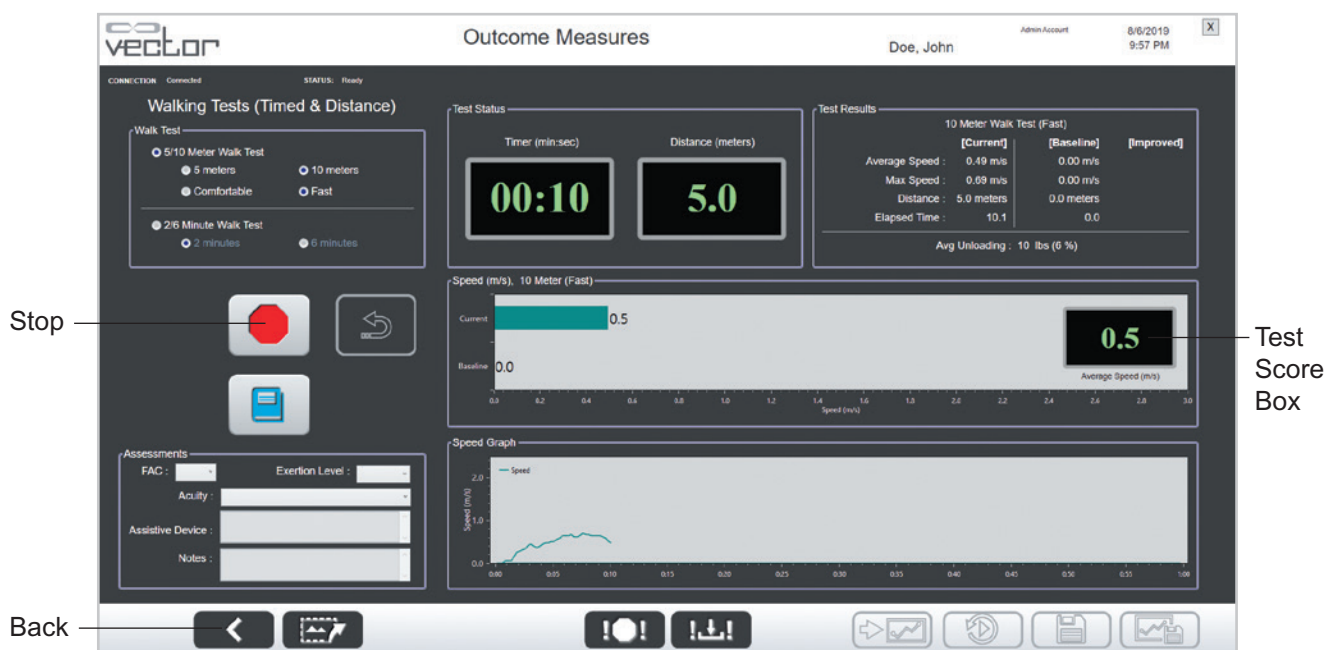 vector
Outcome Measures
Doe, John
Admin Account
8/6/2019
9:57 PM
X
CONNECTION Connected
STATUS: Ready
Walking Tests (Timed & Distance)
Walk Test
5/10 Meter Walk Test
5 meters
10 meters
Comfortable
Fast
2/6 Minute Walk Test
2 minutes
6 minutes
Test Status
Timer (min:sec)
Distance (meters)
00:10
5.0
Test Results
10 Meter Walk Test (Fast)
[Current] [Baseline] [Improved]
Average Speed : 0.49 m/s 0.00 m/s
Max Speed : 0.69 m/s 0.00 m/s
Distance : 5.0 meters 0.0 meters
Elapsed Time : 10.1 0.0
Avg Unloading : 10 lbs (6 %)
Stop
Speed (m/s), 10 Meter (Fast)
Current
0.5
Baseline
0.0
0.5
Average Speed (m/s)
0.0 0.2 0.4 0.6 0.8 1.0 1.2 1.4 1.6 1.8 2.0 2.2 2.4 2.6 2.8 3.0
Speed (m/s)
Test
Score
Box
Assessments
FAC :
Exertion Level :
Acuity :
Assistive Device :
Notes :
Speed Graph
Speed
Speed (m/s)
2.0
1.0
0.0
0:00 0:05 0:10 0:15 0:20 0:25 0:30 0:35 0:40 0:45 0:50 0:55 1:00
Back
! !
! !